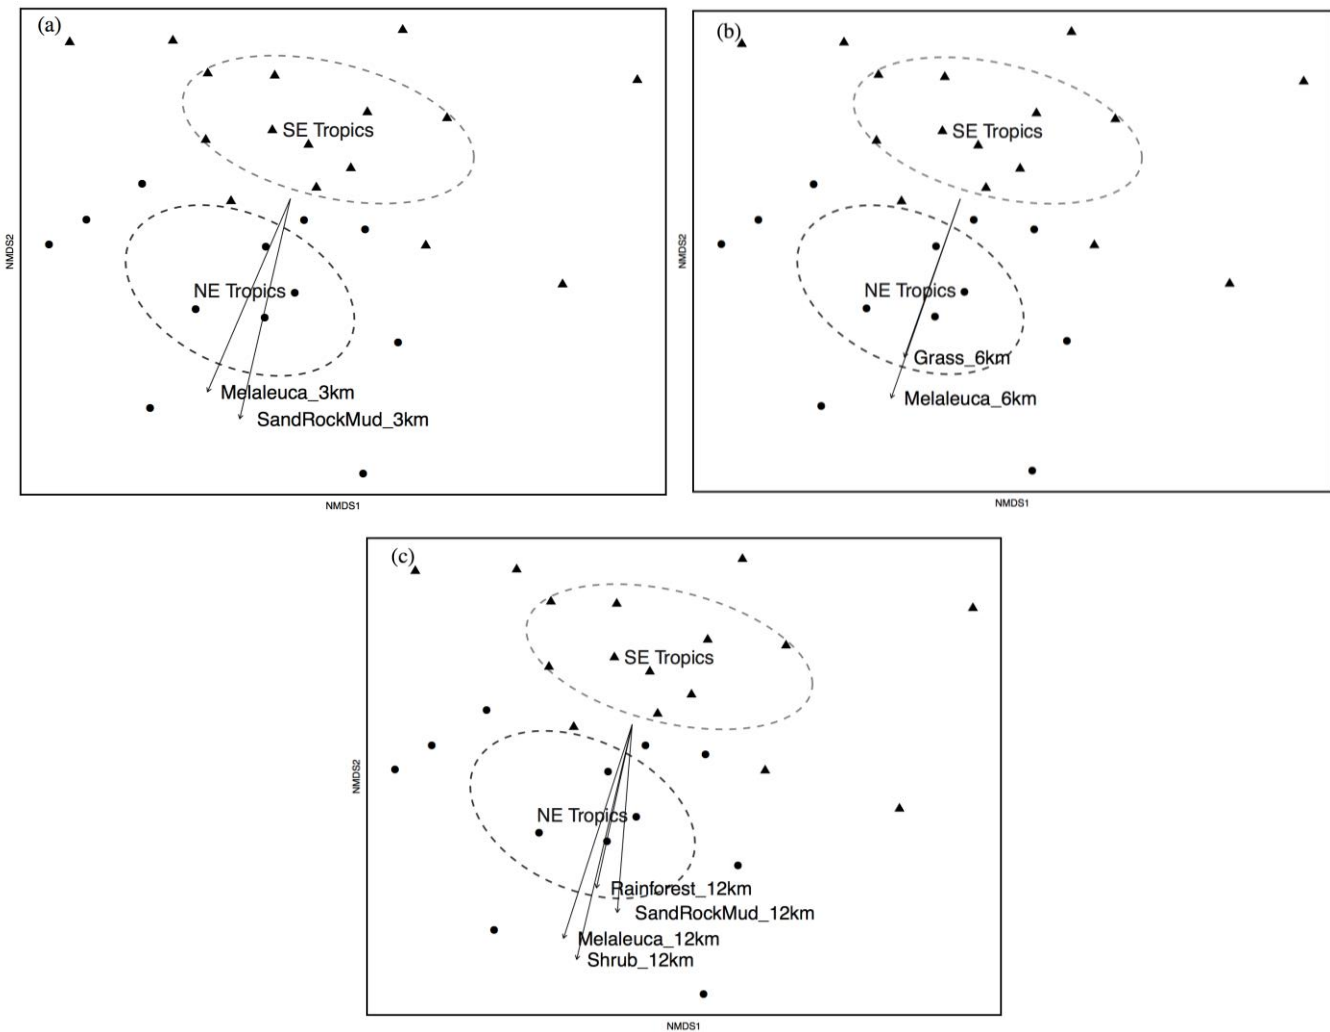 (a)
SE Tropics
NE Tropics
Melaleuca_3km
SandRockMud_3km
NMDS2
NMDS1
(b)
SE Tropics
NE Tropics
Grass_6km
Melaleuca_6km
NMDS2
NMDS1
(c)
SE Tropics
NE Tropics
Rainforest_12km
SandRockMud_12km
Melaleuca_12km
Shrub_12km
NMDS2
NMDS1